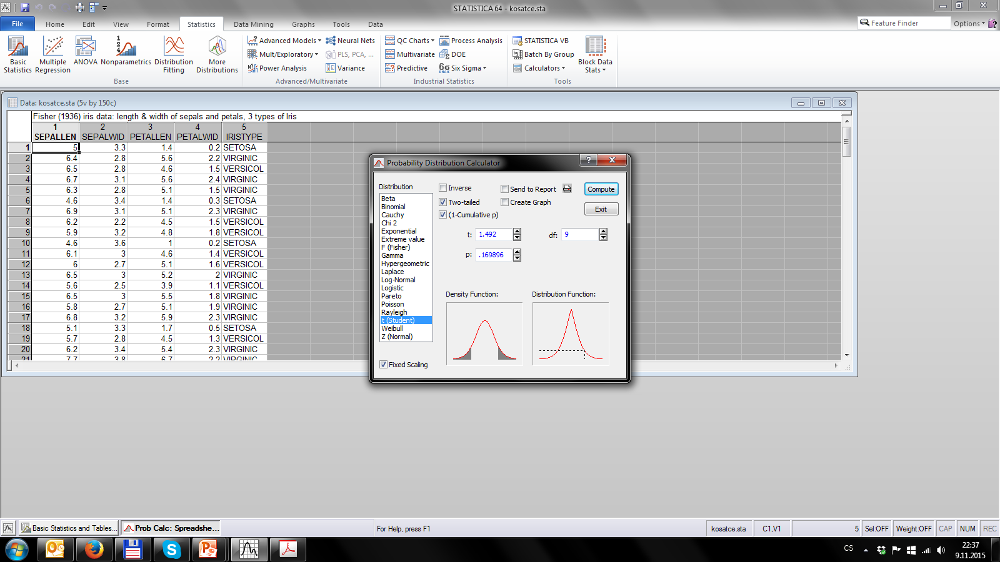 STATISTICA 64 - kosatce.sta
File Home Edit View Format Statistics Data Mining Graphs Tools Data Feature Finder Options
Basic Statistics
Multiple Regression
ANOVA
Nonparametrics
Distribution Fitting
More Distributions
Base
Advanced Models
Neural Nets
Mult/Exploratory
PLS, PCA, ...
Power Analysis
Variance
Advanced/Multivariate
QC Charts
Process Analysis
Multivariate
DOE
Predictive
Six Sigma
Industrial Statistics
STATISTICA VB
Batch By Group
Calculators
Block Data Stats
Tools
Data: kosatce.sta (5v by 150c)
Fisher (1936) iris data: length & width of sepals and petals, 3 types of Iris
1 2 3 4 5
SEPALLEN SEPALWID PETALLEN PETALWID IRISTYPE
1 5 3.3 1.4 0.2 SETOSA
2 6.4 2.8 5.6 2.2 VIRGINIC
3 6.5 2.8 4.6 1.5 VERSICOL
4 6.7 3.1 5.6 2.4 VIRGINIC
5 6.3 2.8 5.1 1.5 VIRGINIC
6 4.6 3.4 1.4 0.3 SETOSA
7 6.9 3.1 5.1 2.3 VIRGINIC
8 6.2 2.2 4.5 1.5 VERSICOL
9 5.9 3.2 4.8 1.8 VERSICOL
10 4.6 3.6 1 0.2 SETOSA
11 6.1 3 4.6 1.4 VERSICOL
12 6 2.7 5.1 1.6 VERSICOL
13 6.5 3 5.2 2 VIRGINIC
14 5.6 2.5 3.9 1.1 VERSICOL
15 6.5 3 5.5 1.8 VIRGINIC
16 5.8 2.7 5.1 1.9 VIRGINIC
17 6.8 3.2 5.9 2.3 VIRGINIC
18 5.1 3.3 1.7 0.5 SETOSA
19 5.7 2.8 4.5 1.3 VERSICOL
20 6.2 3.4 5.4 2.3 VIRGINIC
21 7.7 3.8 6.7 2.2 VIRGINIC
Probability Distribution Calculator
Distribution
Beta
Binomial
Cauchy
Chi 2
Exponential
Extreme value
F (Fisher)
Gamma
Hypergeometric
Laplace
Log-Normal
Logistic
Pareto
Poisson
Rayleigh
t (Student)
Weibull
Z (Normal)
Fixed Scaling
Inverse
Send to Report
Compute
Two-tailed
Create Graph
Exit
(1-Cumulative p)
t: 1.492 df: 9
p: .169896
Density Function: Distribution Function:
Basic Statistics and Tables...
Prob Calc: Spreadshe...
For Help, press F1
kosatce.sta C1,V1 5 Sel:OFF Weight:OFF CAP NUM REC
CS
22:37
9.11.2015